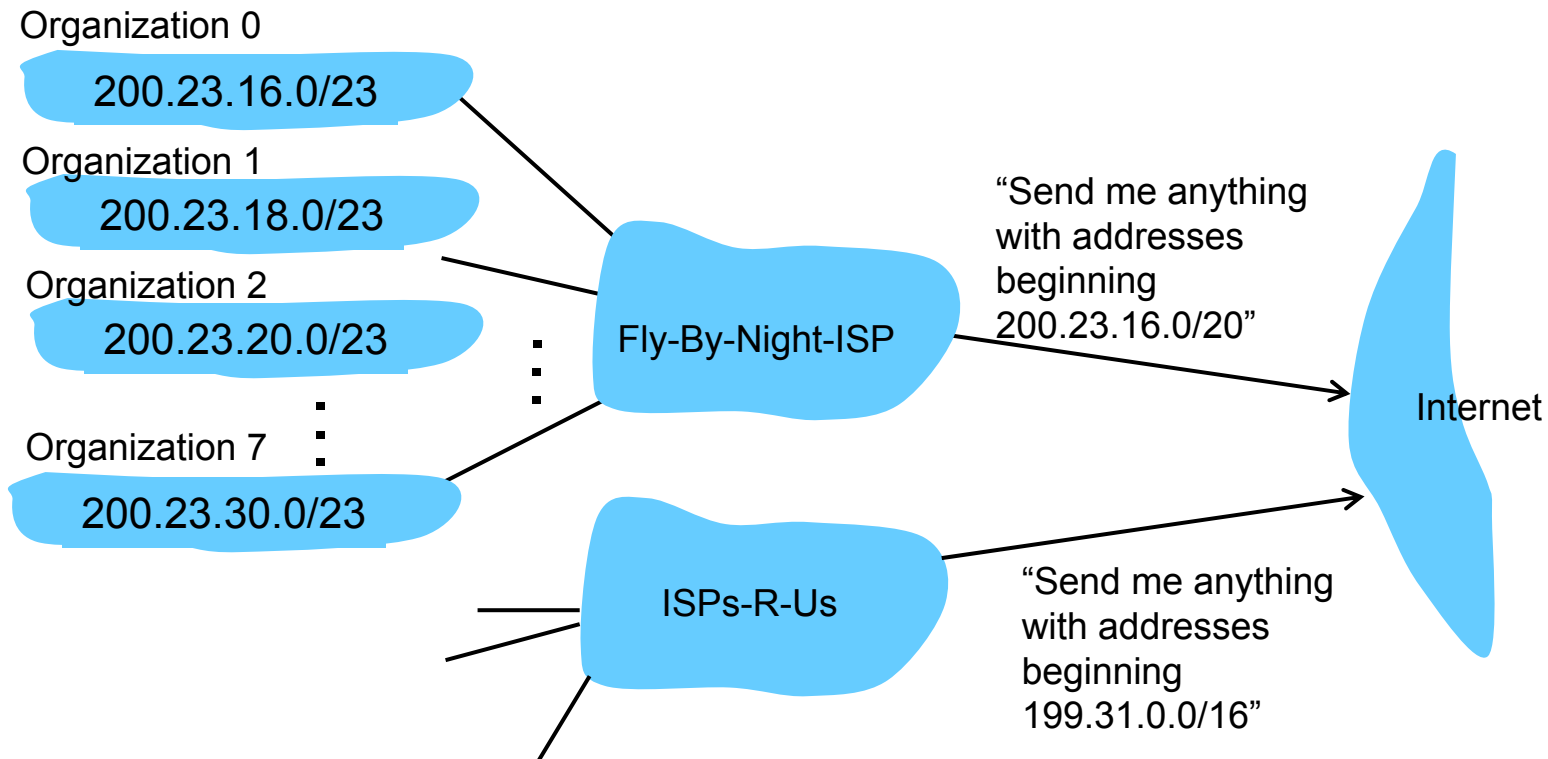 Organization 0
200.23.16.0/23
Organization 1
200.23.18.0/23
Organization 2
200.23.20.0/23
Organization 7
200.23.30.0/23
Fly-By-Night-ISP
“Send me anything
with addresses
beginning
200.23.16.0/20”
Internet
ISPs-R-Us
“Send me anything
with addresses
beginning
199.31.0.0/16”